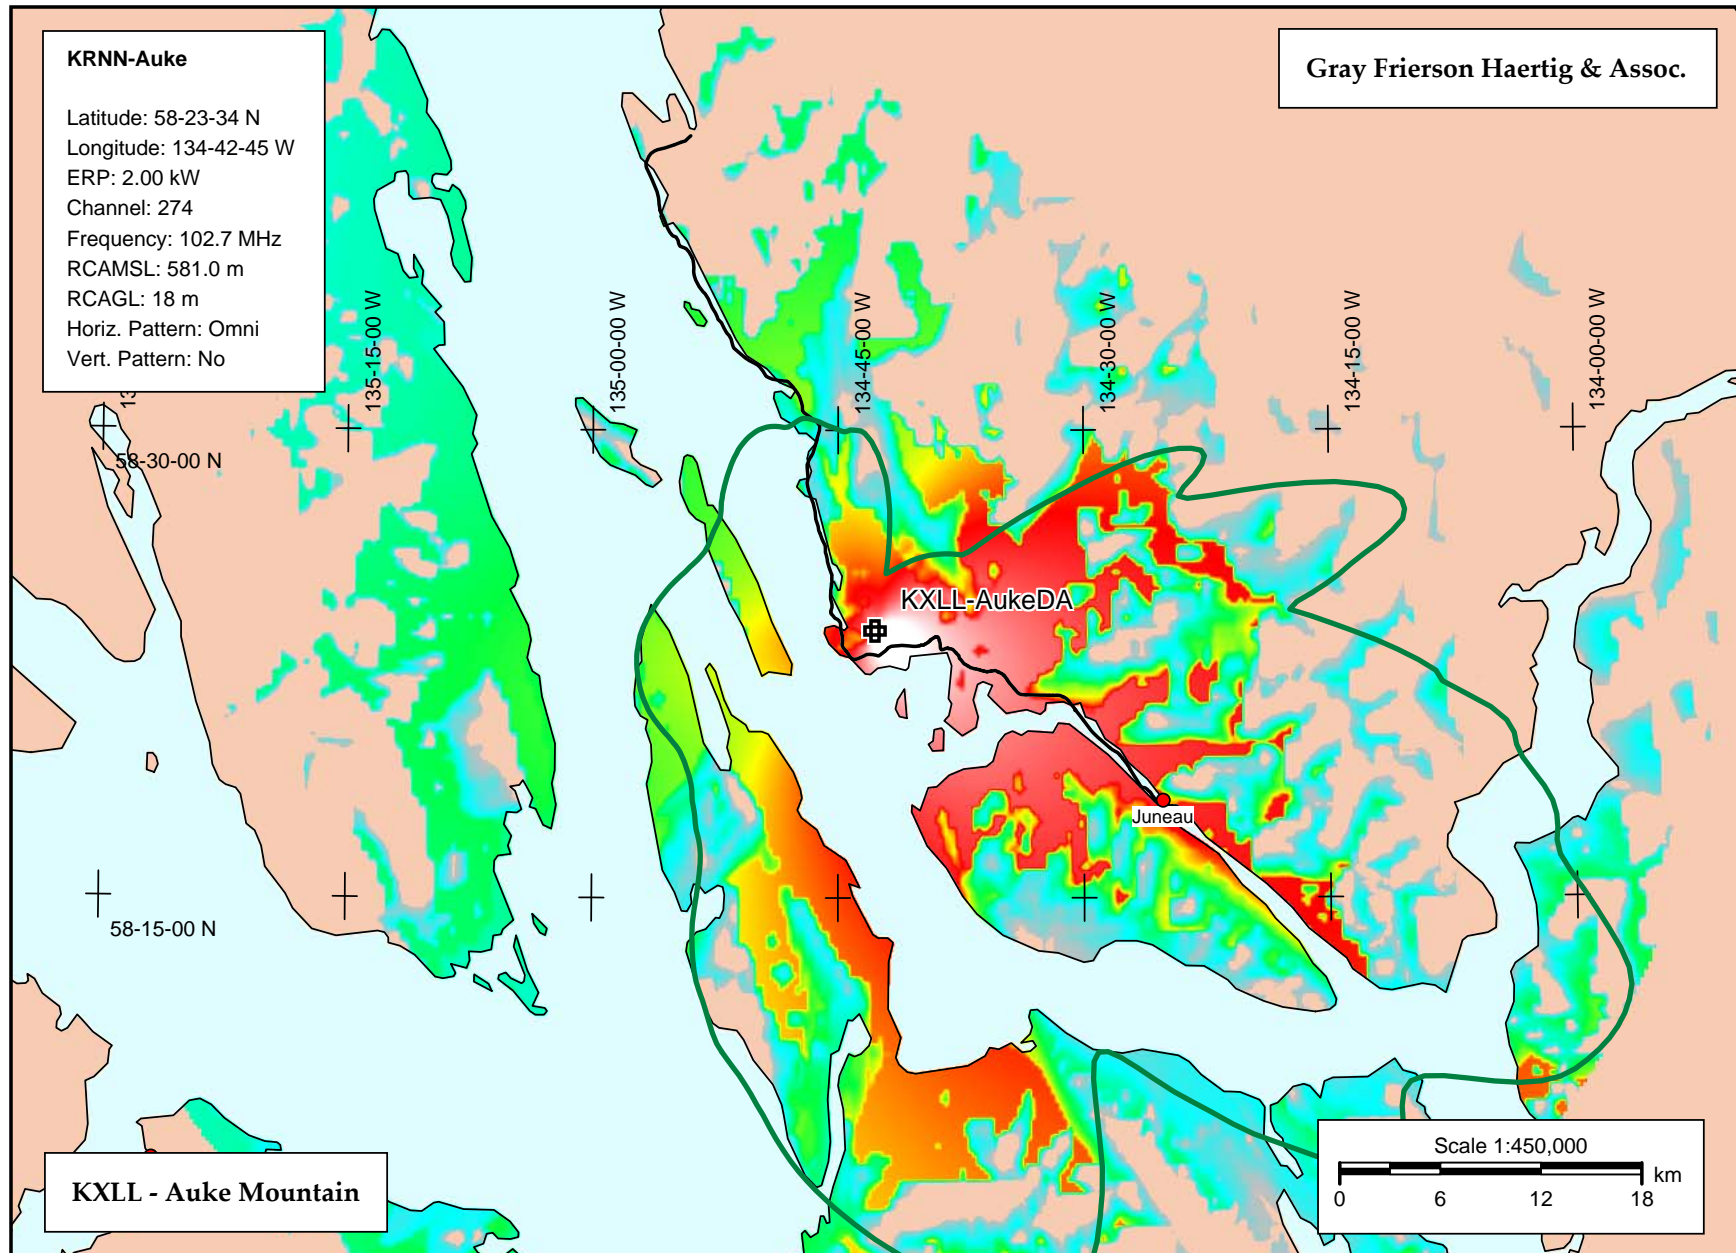 KRNN-Auke
Latitude: 58-23-34 N
Longitude: 134-42-45 W
ERP: 2.00 kW
Channel: 274
Frequency: 102.7 MHz
RCAMSL: 581.0 m
RCAGL: 18 m
Horiz. Pattern: Omni
Vert. Pattern: No
Gray Frierson Haertig & Assoc.
135-15-00 W
135-00-00 W
134-45-00 W
134-30-00 W
134-15-00 W
134-00-00 W
58-30-00 N
KXLL-AukeDA
Juneau
58-15-00 N
KXLL - Auke Mountain
Scale 1:450,000
km
0 6 12 18